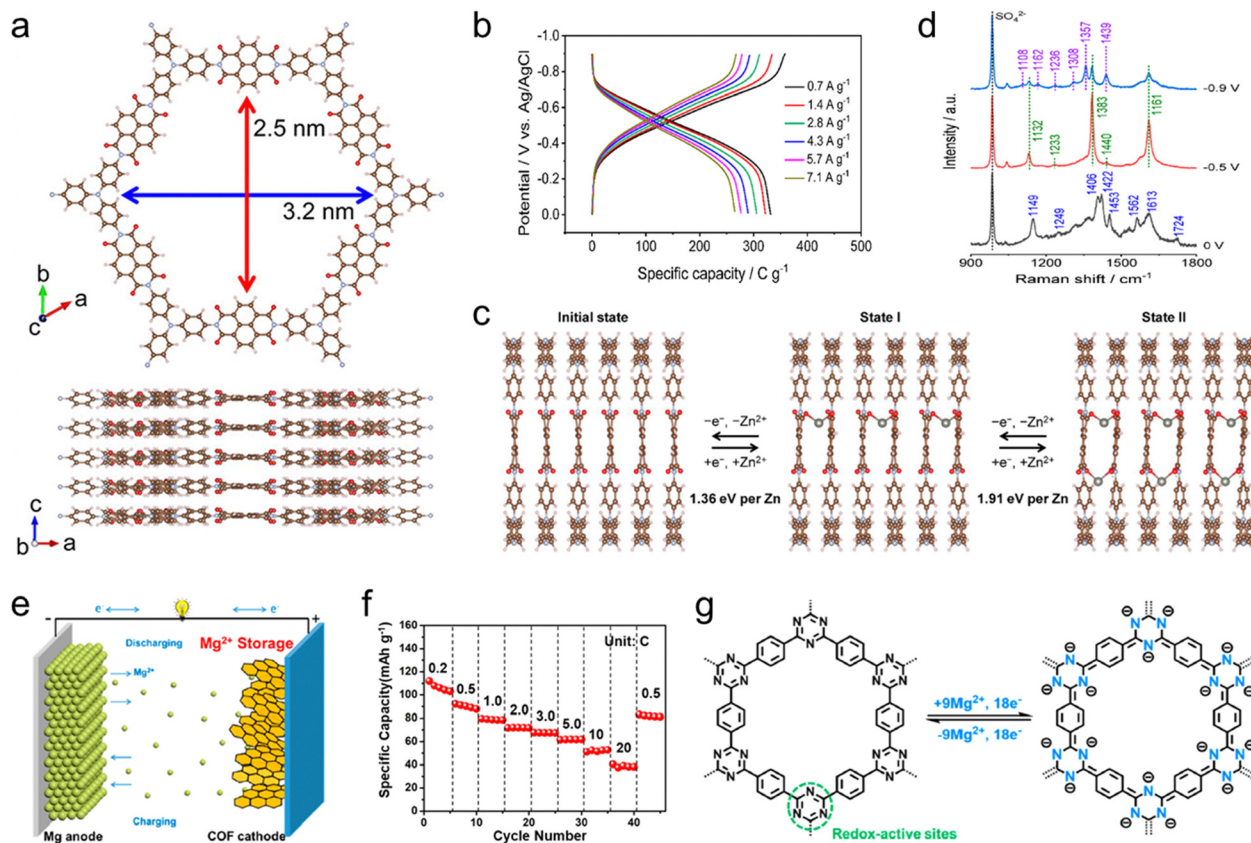 a
2.5 nm
3.2 nm
b
a
c
c
b
a
b
Potential / V vs. Ag/AgCl
-1.0
-0.8
-0.6
-0.4
-0.2
0.0
0.7 A g⁻¹
1.4 A g⁻¹
2.8 A g⁻¹
4.3 A g⁻¹
5.7 A g⁻¹
7.1 A g⁻¹
0 100 200 300 400 500
Specific capacity / C g⁻¹
d
Intensity / a.u.
SO₄²⁻
1108
1162
1236
1308
1357
1439
-0.9 V
1132
1233
1383
1440
1161
-0.5 V
1149
1249
1406
1422
1453
1562
1613
1724
0 V
900 1200 1500 1800
Raman shift / cm⁻¹
c
Initial state
State I
State II
−e⁻, −Zn²⁺
+e⁻, +Zn²⁺
1.36 eV per Zn
−e⁻, −Zn²⁺
+e⁻, +Zn²⁺
1.91 eV per Zn
e
e⁻
e⁻
-
+
Discharging
Mg²⁺ Storage
Mg²⁺
Charging
Mg anode
COF cathode
f
Specific Capacity(mAh g⁻¹)
160
140
120
100
80
60
40
20
0
Unit: C
0.2
0.5
1.0
2.0
3.0
5.0
10
20
0.5
0 10 20 30 40
Cycle Number
g
N N N N N N N N N N N N N N N N N N
Redox-active sites
+9Mg²⁺, 18e⁻
-9Mg²⁺, 18e⁻
N N N N N N N N N N N N N N N N N N